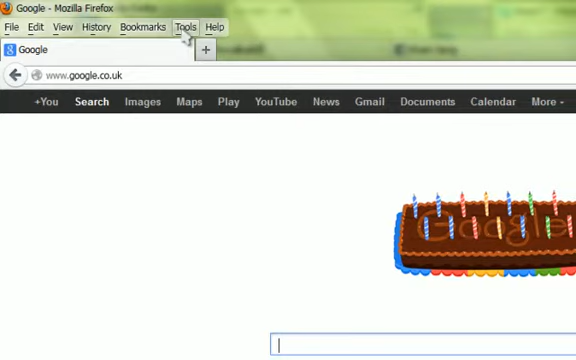 Google - Mozilla Firefox
File Edit View History Bookmarks Tools Help
Google
www.google.co.uk
+You Search Images Maps Play YouTube News Gmail Documents Calendar More
Google